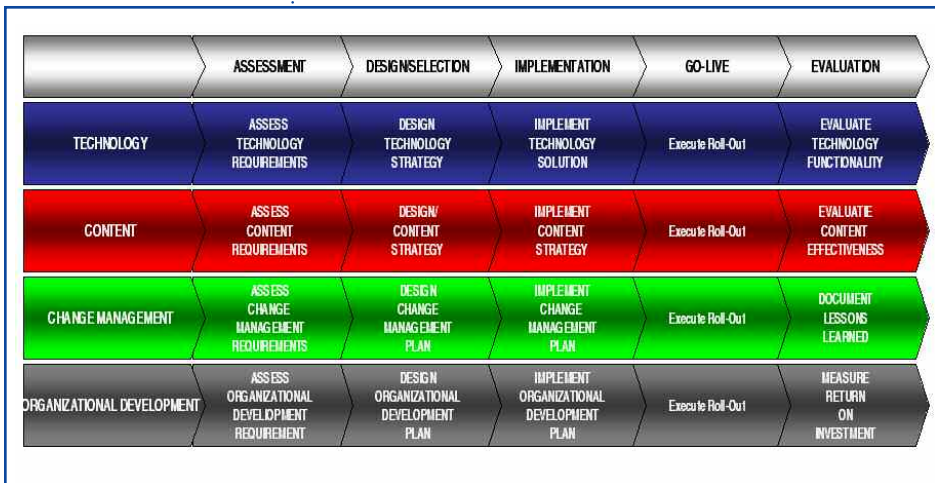 ASSESSMENT DESIGN/SELECTION IMPLEMENTATION GO-LIVE EVALUATION
TECHNOLOGY
ASSESS
TECHNOLOGY
REQUIREMENTS
DESIGN
TECHNOLOGY
STRATEGY
IMPLEMENT
TECHNOLOGY
SOLUTION
Execute Roll-Out
EVALUATE
TECHNOLOGY
FUNCTIONALITY
CONTENT
ASSESS
CONTENT
REQUIREMENTS
DESIGN/
CONTENT
STRATEGY
IMPLEMENT
CONTENT
STRATEGY
Execute Roll-Out
EVALUATIE
CONTENT
EFFECTIVENESS
CHANGE MANAGEMENT
ASSESS
CHANGE
MANAGEMENT
REQUIREMENTS
DESIGN
CHANGE
MANAGEMENT
PLAN
IMPLEMENT
CHANGE
MANAGEMENT
PLAN
Execute Roll-Out
DOCUMENT
LESSONS
LEARNED
ORGANIZATIONAL DEVELOPMENT
ASSESS
ORGANIZATIONAL
DEVELOPMENT
REQUIREMENT
DESIGN
ORGANIZATIONAL
DEVELOPMENT
PLAN
IMPLEMENT
ORGANIZATIONAL
DEVELOPMENT
PLAN
Execute Roll-Out
MEASURE
RETURN
ON
INVESTMENT